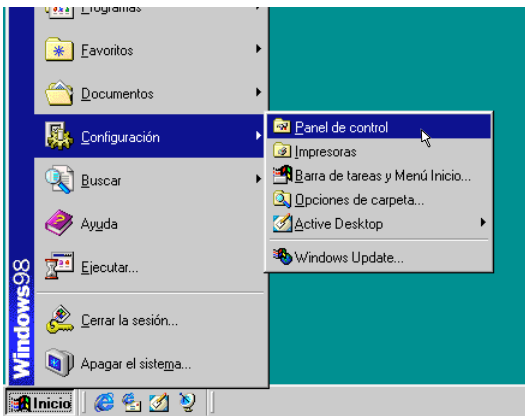 Programas
Favoritos
Documentos
Configuración
Panel de control
Impresoras
Barra de tareas y Menú Inicio...
Opciones de carpeta...
Active Desktop
Windows Update...
Buscar
Ayuda
Ejecutar...
Cerrar la sesión...
Apagar el sistema...
Windows98
Inicio